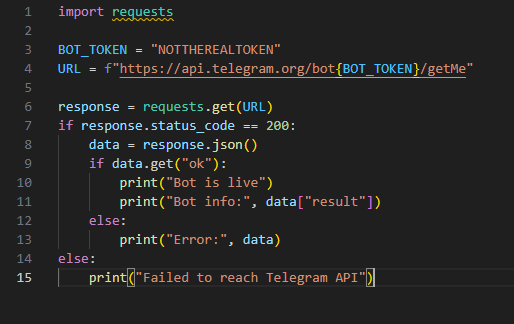 1 import requests
2
3 BOT_TOKEN = "NOTTHEREALTOKEN"
4 URL = f"https://api.telegram.org/bot{BOT_TOKEN}/getMe"
5
6 response = requests.get(URL)
7 if response.status_code == 200:
8     data = response.json()
9     if data.get("ok"):
10         print("Bot is live")
11         print("Bot info:", data["result"])
12     else:
13         print("Error:", data)
14 else:
15     print("Failed to reach Telegram API")